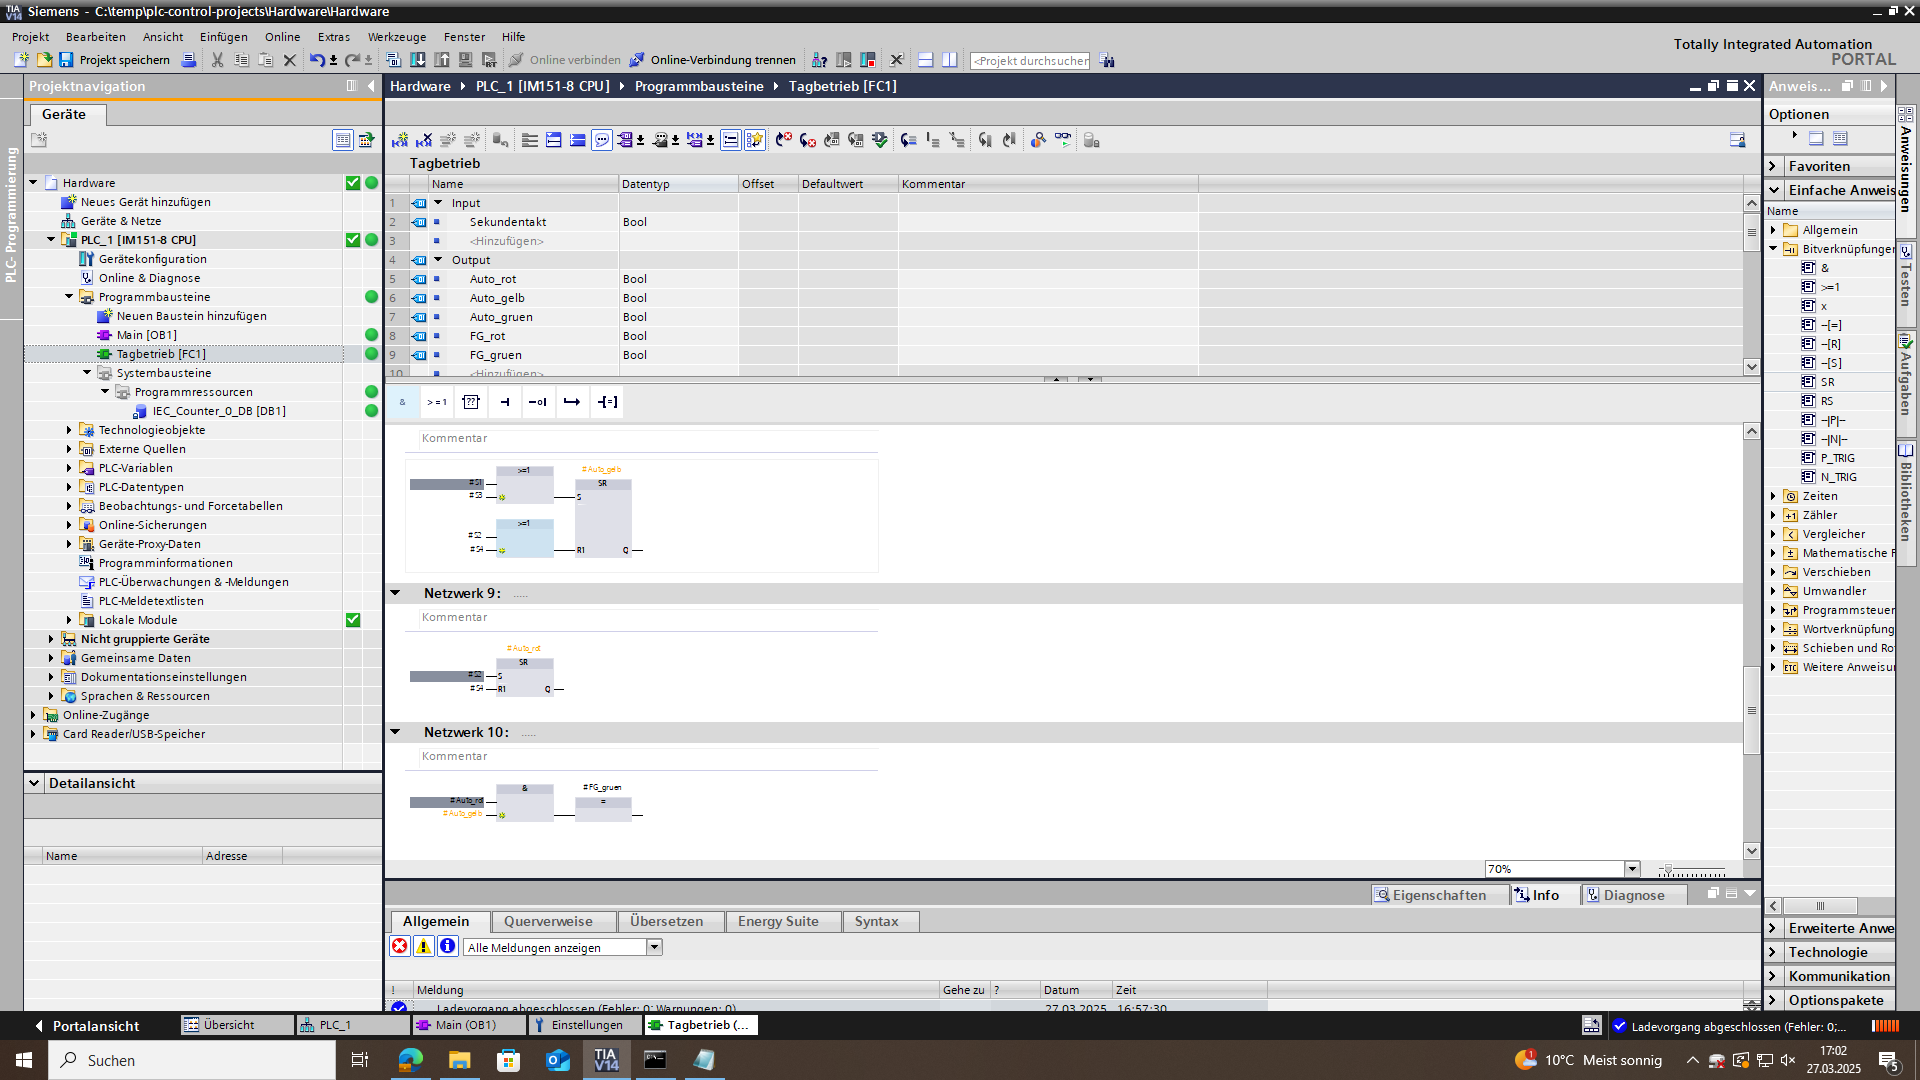 Siemens - C:\temp\plc-control-projects\Hardware\Hardware
Projekt Bearbeiten Ansicht Einfügen Online Extras Werkzeuge Fenster Hilfe
Totally Integrated Automation
PORTAL
Projekt speichern Online verbinden Online-Verbindung trennen <Projekt durchsuchen
Projektnavigation
Hardware PLC_1 [IM151-8 CPU] Programmbausteine Tagbetrieb [FC1]
Anweis...
Geräte
Optionen
PLC- Programmierung
Hardware
Neues Gerät hinzufügen
Geräte & Netze
PLC_1 [IM151-8 CPU]
Gerätekonfiguration
Online & Diagnose
Programmbausteine
Neuen Baustein hinzufügen
Main [OB1]
Tagbetrieb [FC1]
Systembausteine
Programmressourcen
IEC_Counter_0_DB [DB1]
Technologieobjekte
Externe Quellen
PLC-Variablen
PLC-Datentypen
Beobachtungs- und Forcetabellen
Online-Sicherungen
Geräte-Proxy-Daten
Programminformationen
PLC-Überwachungen & -Meldungen
PLC-Meldetextlisten
Lokale Module
Nicht gruppierte Geräte
Gemeinsame Daten
Dokumentationseinstellungen
Sprachen & Ressourcen
Online-Zugänge
Card Reader/USB-Speicher
Detailansicht
Name Adresse
Tagbetrieb
Name Datentyp Offset Defaultwert Kommentar
1 Input
2 Sekundentakt Bool
3 <Hinzufügen>
4 Output
5 Auto_rot Bool
6 Auto_gelb Bool
7 Auto_gruen Bool
8 FG_rot Bool
9 FG_gruen Bool
10 <Hinzufügen>
& >=1 ?? -o| -[=]
Kommentar
>=1 #Auto_gelb
#S1 SR
#S3 S
>=1
#S2
#S4 R1 Q
Netzwerk 9: .....
Kommentar
#Auto_rot
SR
#S2 S
#S4 R1 Q
Netzwerk 10: .....
Kommentar
& #FG_gruen
#Auto_rot =
#Auto_gelb
70%
Eigenschaften Info Diagnose
Allgemein Querverweise Übersetzen Energy Suite Syntax
Alle Meldungen anzeigen
! Meldung Gehe zu ? Datum Zeit
Ladevorgang abgeschlossen (Fehler: 0; Warnungen: 0) 27.03.2025 16:57:30
Favoriten
Einfache Anweis
Name
Allgemein
Bitverknüpfunger
&
>=1
x
-[=]
-[R]
-[S]
SR
RS
-|P|-
-|N|-
P_TRIG
N_TRIG
Zeiten
Zähler
Vergleicher
Mathematische F
Verschieben
Umwandler
Programmsteuer
Wortverknüpfung
Schieben und Ro
Weitere Anweisur
Erweiterte Anwe
Technologie
Kommunikation
Optionspakete
Anweisungen
Testen
Aufgaben
Bibliotheken
Portalansicht Übersicht PLC_1 Main (OB1) Einstellungen Tagbetrieb (... Ladevorgang abgeschlossen (Fehler: 0;...
Suchen
TIA V14
1 10°C Meist sonnig
17:02
27.03.2025
5